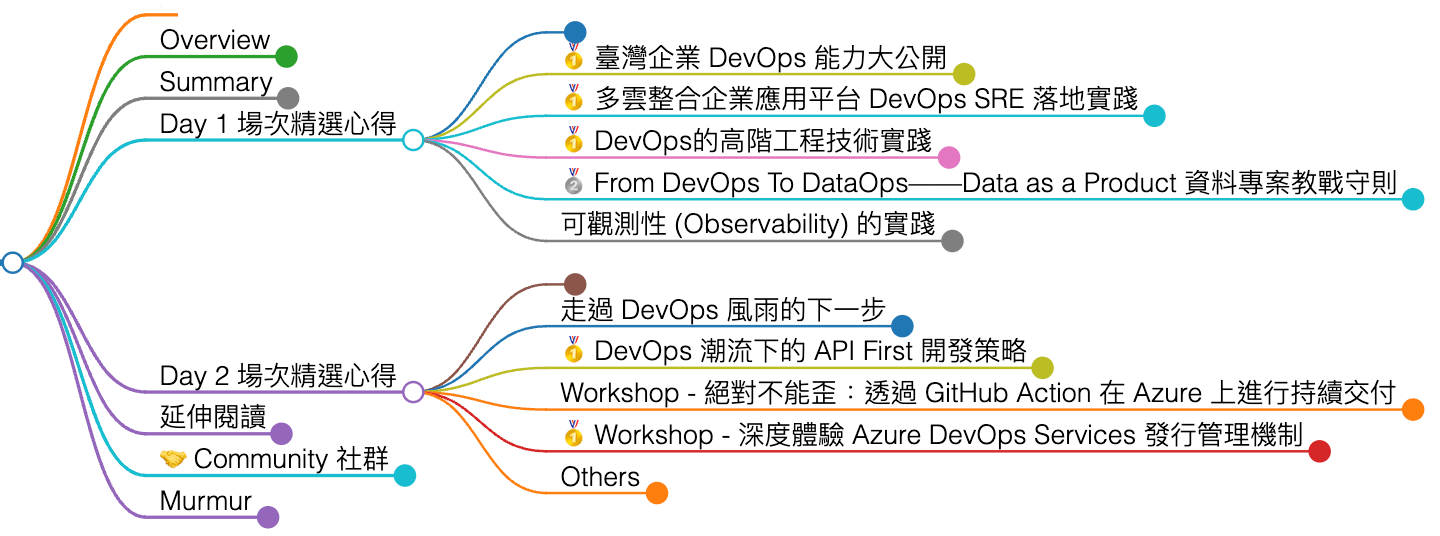 Overview
Summary
Day 1 場次精選心得
🥇 臺灣企業 DevOps 能力大公開
🥇 多雲整合企業應用平台 DevOps SRE 落地實踐
🥇 DevOps的高階工程技術實踐
🥈 From DevOps To DataOps——Data as a Product 資料專案教戰守則
可觀測性 (Observability) 的實踐
Day 2 場次精選心得
走過 DevOps 風雨的下一步
🥇 DevOps 潮流下的 API First 開發策略
Workshop - 絕對不能歪：透過 GitHub Action 在 Azure 上進行持續交付
🥇 Workshop - 深度體驗 Azure DevOps Services 發行管理機制
Others
延伸閱讀
🤝 Community 社群
Murmur